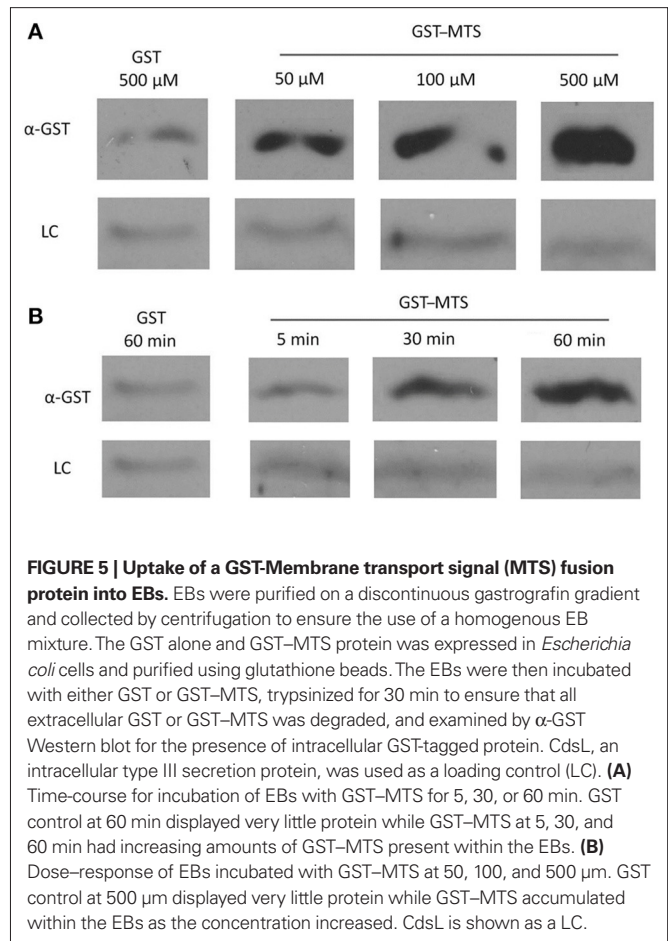 A
GST–MTS
GST
500 µM
50 µM
100 µM
500 µM
α-GST
LC
B
GST–MTS
GST
60 min
5 min
30 min
60 min
α-GST
LC
FIGURE 5 | Uptake of a GST-Membrane transport signal (MTS) fusion
protein into EBs. EBs were purified on a discontinuous gastrografin gradient
and collected by centrifugation to ensure the use of a homogenous EB
mixture. The GST alone and GST–MTS protein was expressed in Escherichia
coli cells and purified using glutathione beads. The EBs were then incubated
with either GST or GST–MTS, trypsinized for 30 min to ensure that all
extracellular GST or GST–MTS was degraded, and examined by α-GST
Western blot for the presence of intracellular GST-tagged protein. CdsL, an
intracellular type III secretion protein, was used as a loading control (LC). (A)
Time-course for incubation of EBs with GST–MTS for 5, 30, or 60 min. GST
control at 60 min displayed very little protein while GST–MTS at 5, 30, and
60 min had increasing amounts of GST–MTS present within the EBs. (B)
Dose–response of EBs incubated with GST–MTS at 50, 100, and 500 µm. GST
control at 500 µm displayed very little protein while GST–MTS accumulated
within the EBs as the concentration increased. CdsL is shown as a LC.